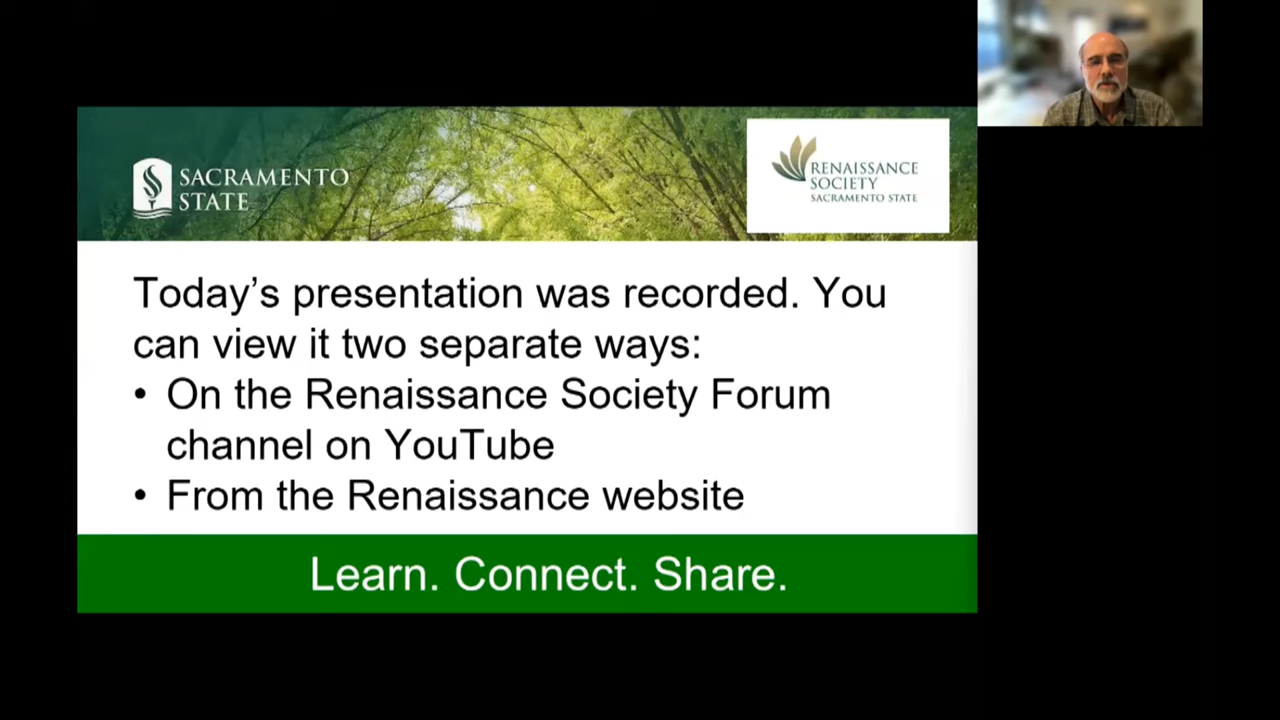 SACRAMENTO
STATE
RENAISSANCE
SOCIETY
SACRAMENTO STATE
Today’s presentation was recorded. You
can view it two separate ways:
• On the Renaissance Society Forum
channel on YouTube
• From the Renaissance website
Learn. Connect. Share.